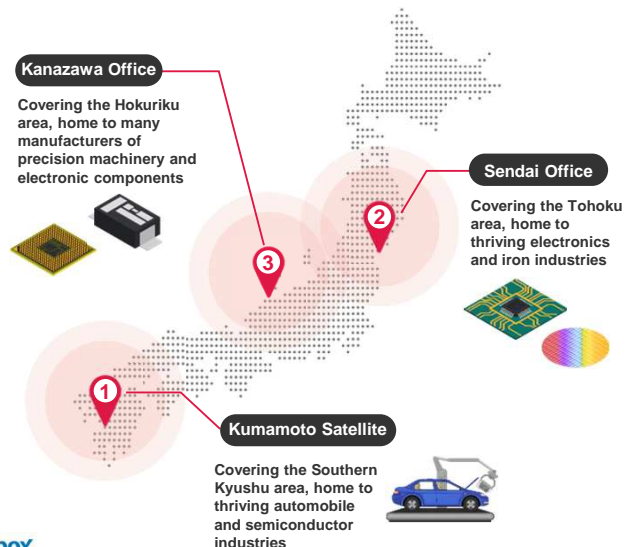 Kanazawa Office
Covering the Hokuriku
area, home to many
manufacturers of
precision machinery and
electronic components
Sendai Office
Covering the Tohoku
area, home to
thriving electronics
and iron industries
2
3
1
Kumamoto Satellite
Covering the Southern
Kyushu area, home to
thriving automobile
and semiconductor
industries